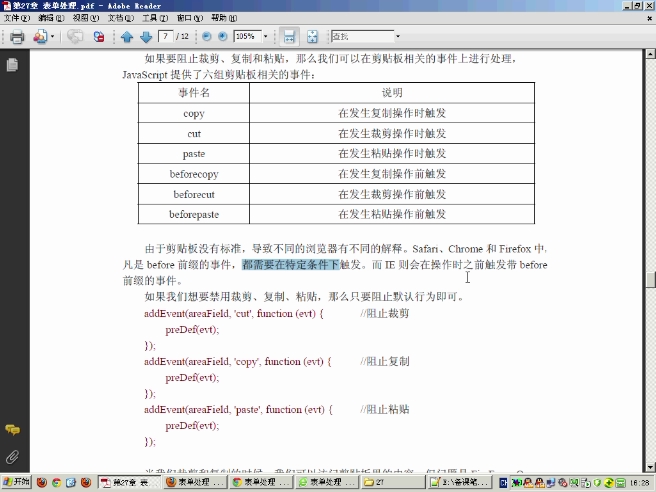 第27章 表单处理.pdf - Adobe Reader
文件(F) 编辑(E) 视图(V) 文档(D) 工具(T) 窗口(W) 帮助(H)
7 / 12 105% 查找
如果要阻止裁剪、复制和粘贴，那么我们可以在剪贴板相关的事件上进行处理，
JavaScript 提供了六组剪贴板相关的事件：
事件名 说明
copy 在发生复制操作时触发
cut 在发生裁剪操作时触发
paste 在发生粘贴操作时触发
beforecopy 在发生复制操作前触发
beforecut 在发生裁剪操作前触发
beforepaste 在发生粘贴操作前触发
由于剪贴板没有标准，导致不同的浏览器有不同的解释。Safari、Chrome 和 Firefox 中，
凡是 before 前缀的事件，都需要在特定条件下触发。而 IE 则会在操作时之前触发带 before
前缀的事件。
如果我们想要禁用裁剪、复制、粘贴，那么只要阻止默认行为即可。
addEvent(areaField, 'cut', function (evt) { //阻止裁剪
preDef(evt);
});
addEvent(areaField, 'copy', function (evt) { //阻止复制
preDef(evt);
});
addEvent(areaField, 'paste', function (evt) { //阻止粘贴
preDef(evt);
});
开始 第27章 表... 表单处理 ... 表单处理 ... 表单处理 ... 27 Z:\备课笔... 16:28